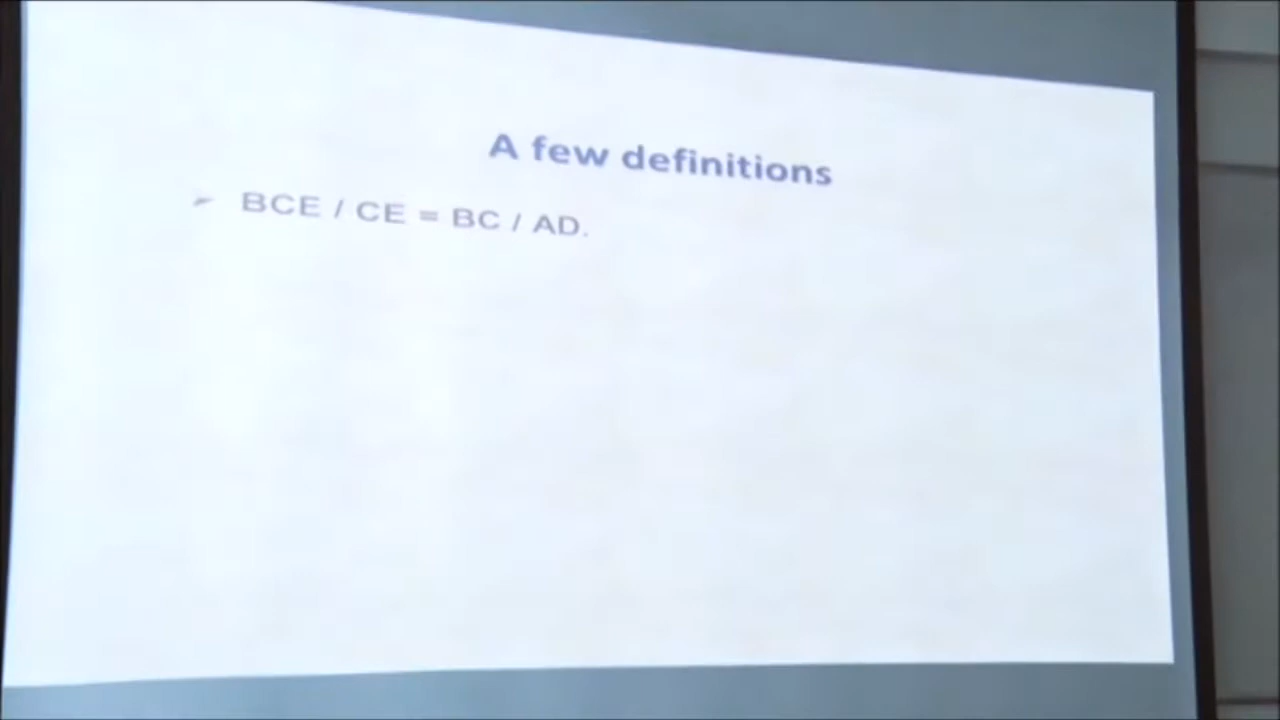 A few definitions
➢ BCE / CE = BC / AD.